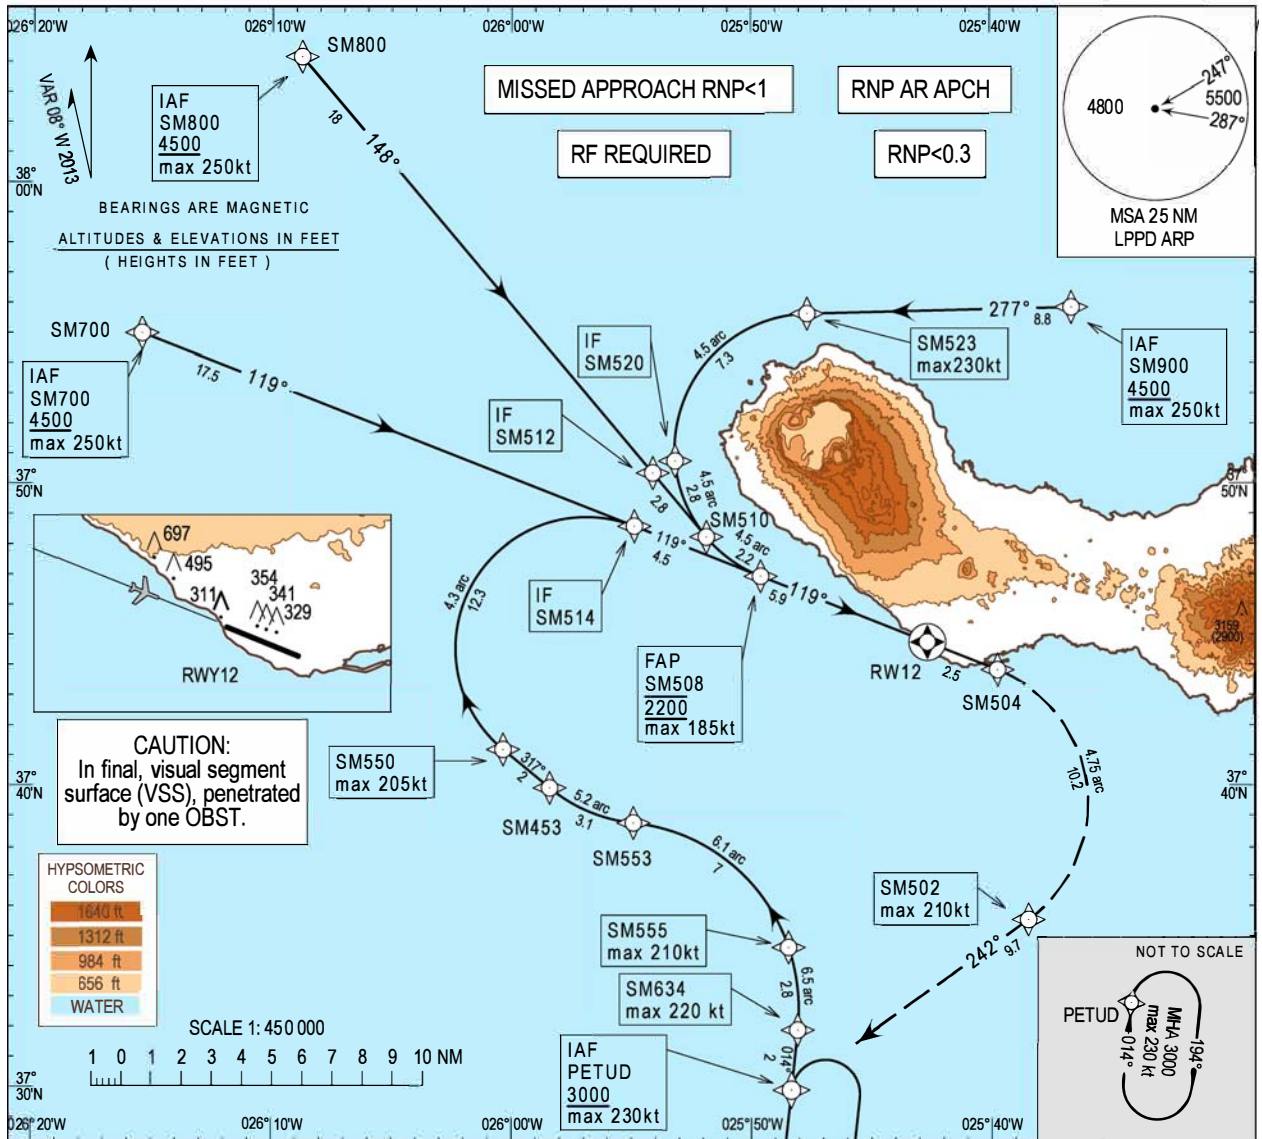 026°20'W
026°10'W
026°00'W
025°50'W
025°40'W
SM800
VAR 08° W 2013
IAF
SM800
4500
max 250kt
18
148°
MISSED APPROACH RNP<1
RNP AR APCH
RF REQUIRED
RNP<0.3
4800
247°
5500
287°
MSA 25 NM
LPPD ARP
38°
00'N
BEARINGS ARE MAGNETIC
ALTITUDES & ELEVATIONS IN FEET
( HEIGHTS IN FEET )
SM700
IAF
SM700
4500
max 250kt
17.5
119°
IF
SM520
4.5 arc
7.3
SM523
max230kt
277°
8.8
IAF
SM900
4500
max 250kt
IF
SM512
37°
50'N
37°
50'N
2.8
4.5 arc
2.8
SM510
4.5 arc
2.2
119°
4.5
5.9
119°
697
495
354
341
311
329
RWY12
4.3 arc
12.3
IF
SM514
3159
(2900)
FAP
SM508
2200
max 185kt
RW12
2.5
SM504
CAUTION:
In final, visual segment
surface (VSS), penetrated
by one OBST.
SM550
max 205kt
317°
2
SM453
5.2 arc
3.1
SM553
6.1 arc
7
4.75 arc
10.2
37°
40'N
37°
40'N
HYPSOMETRIC
COLORS
1640 ft
1312 ft
984 ft
656 ft
WATER
SM502
max 210kt
242°
9.7
SM555
max 210kt
6.5 arc
2.8
SM634
max 220 kt
014°
2
IAF
PETUD
3000
max 230kt
NOT TO SCALE
PETUD
014°
MHA 3000
max 230 kt
194°
SCALE 1: 450 000
1 0 1 2 3 4 5 6 7 8 9 10 NM
37°
30'N
37°
30'N
026°20'W
026°10'W
026°00'W
025°50'W
025°40'W